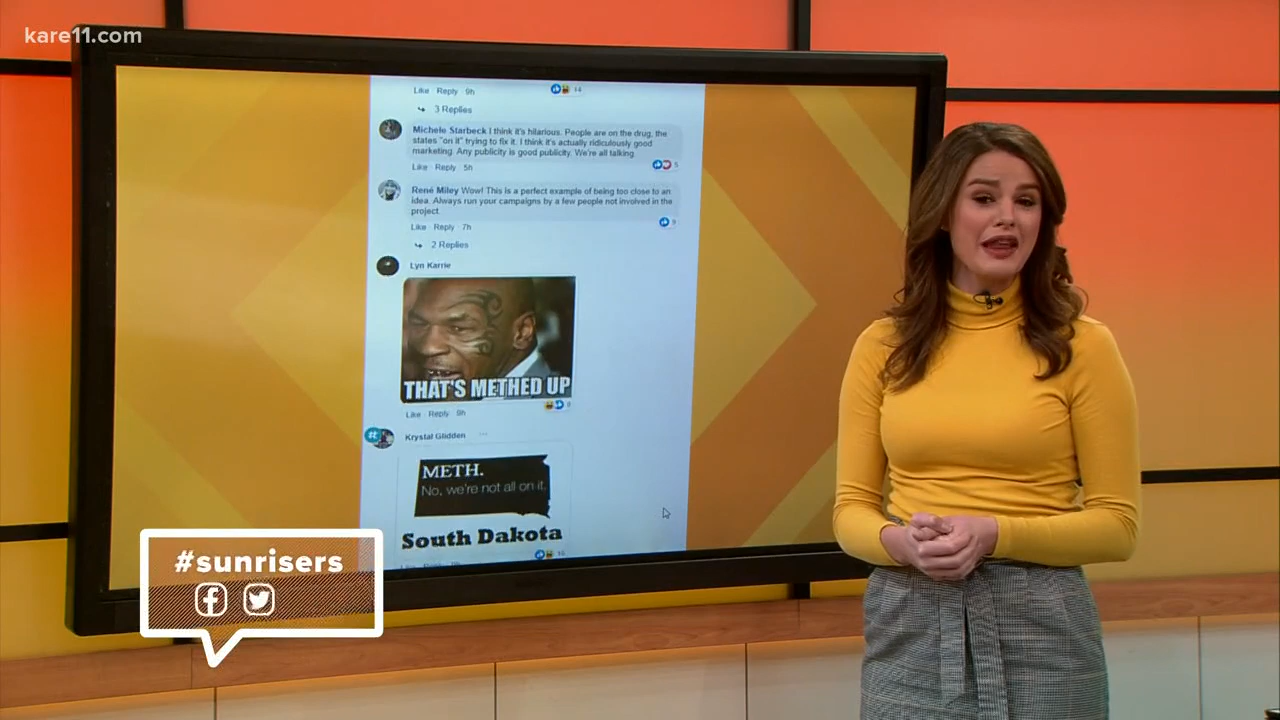 kare11.com
Like Reply 9h
14
3 Replies
Michele Starbeck I think it's hilarious. People are on the drug, the
states "on it" trying to fix it. I think it's actually ridiculously good
marketing. Any publicity is good publicity. We're all talking.
Like Reply 5h
5
René Miley Wow! This is a perfect example of being too close to an
idea. Always run your campaigns by a few people not involved in the
project.
9
Like Reply 7h
2 Replies
Lyn Karrie
THAT'S METHED UP
Like Reply 9h
9
Krystal Glidden
METH.
No, we're not all on it.
South Dakota
#sunrisers